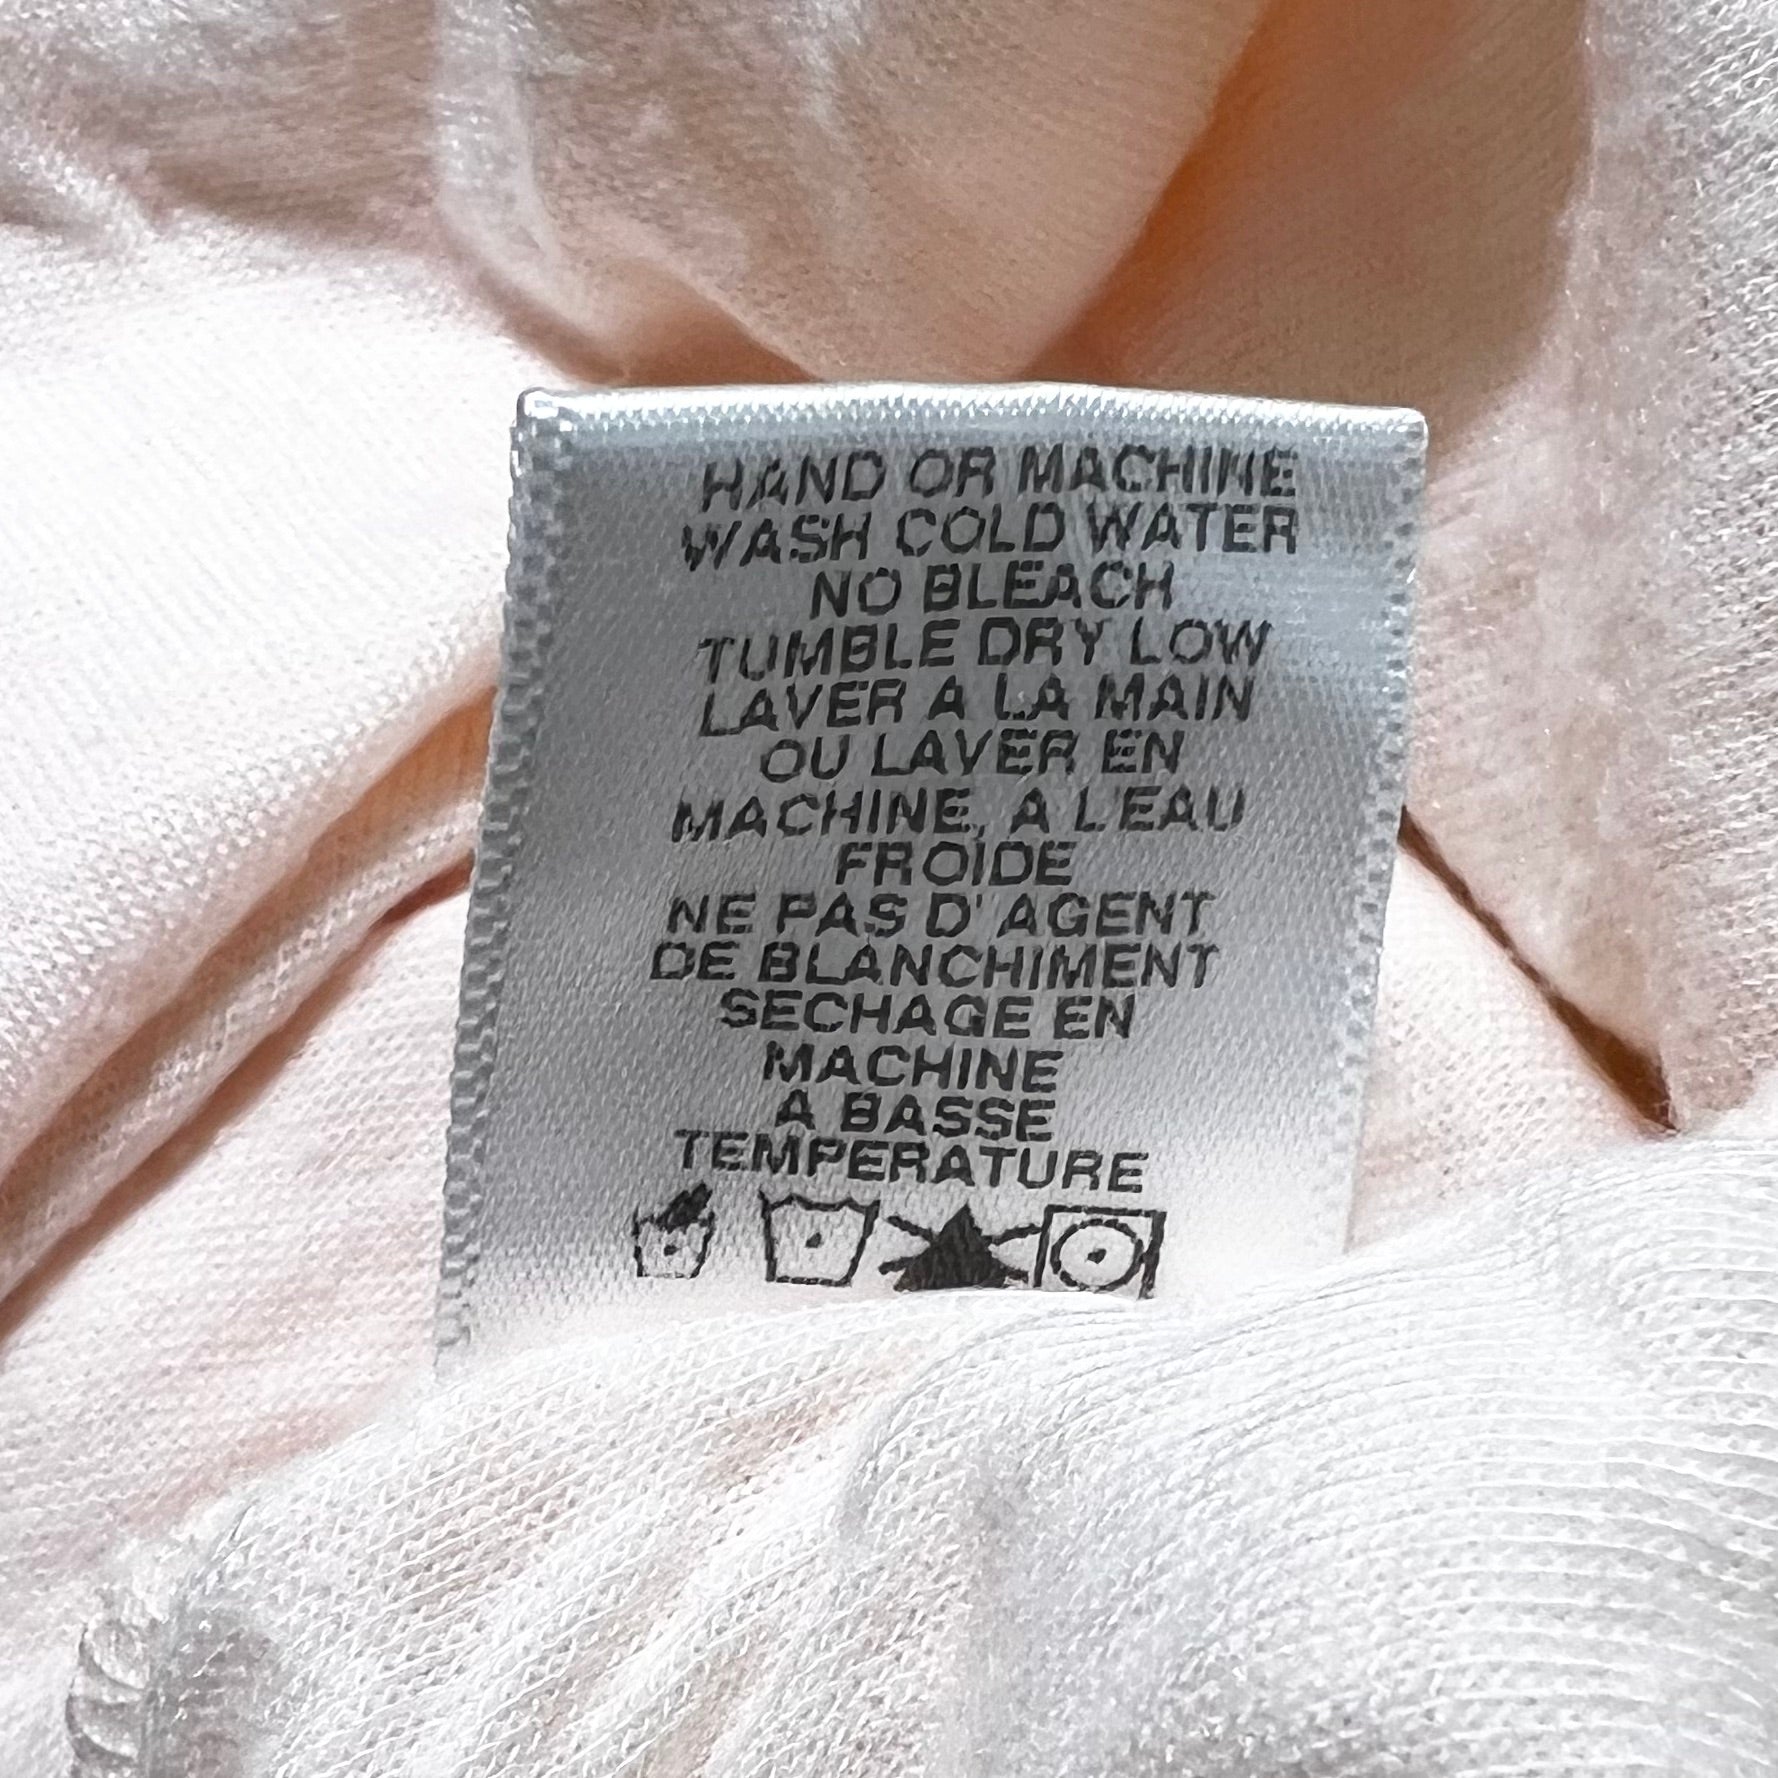 HAND OR MACHINE
WASH COLD WATER
NO BLEACH
TUMBLE DRY LOW
LAVER A LA MAIN
OU LAVER EN
MACHINE, A L'EAU
FROIDE
NE PAS D' AGENT
DE BLANCHIMENT
SECHAGE EN
MACHINE
A BASSE
TEMPERATURE